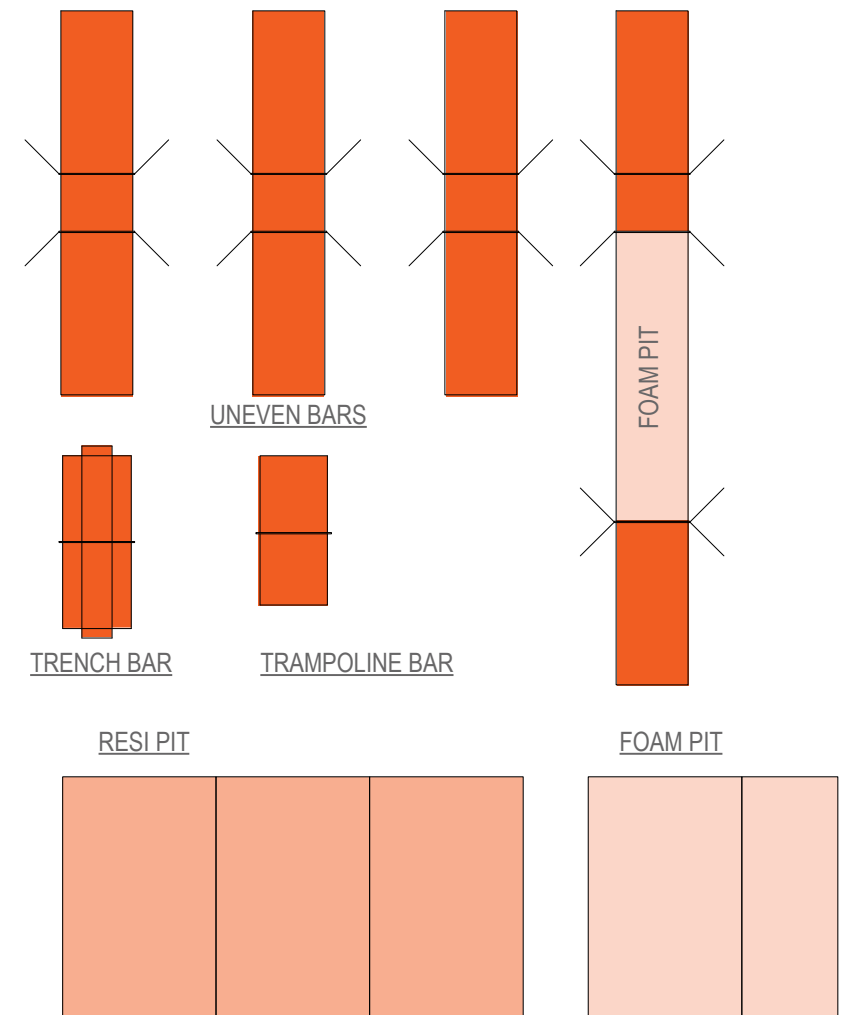 FOAM PIT
UNEVEN BARS
TRENCH BAR
TRAMPOLINE BAR
RESI PIT
FOAM PIT